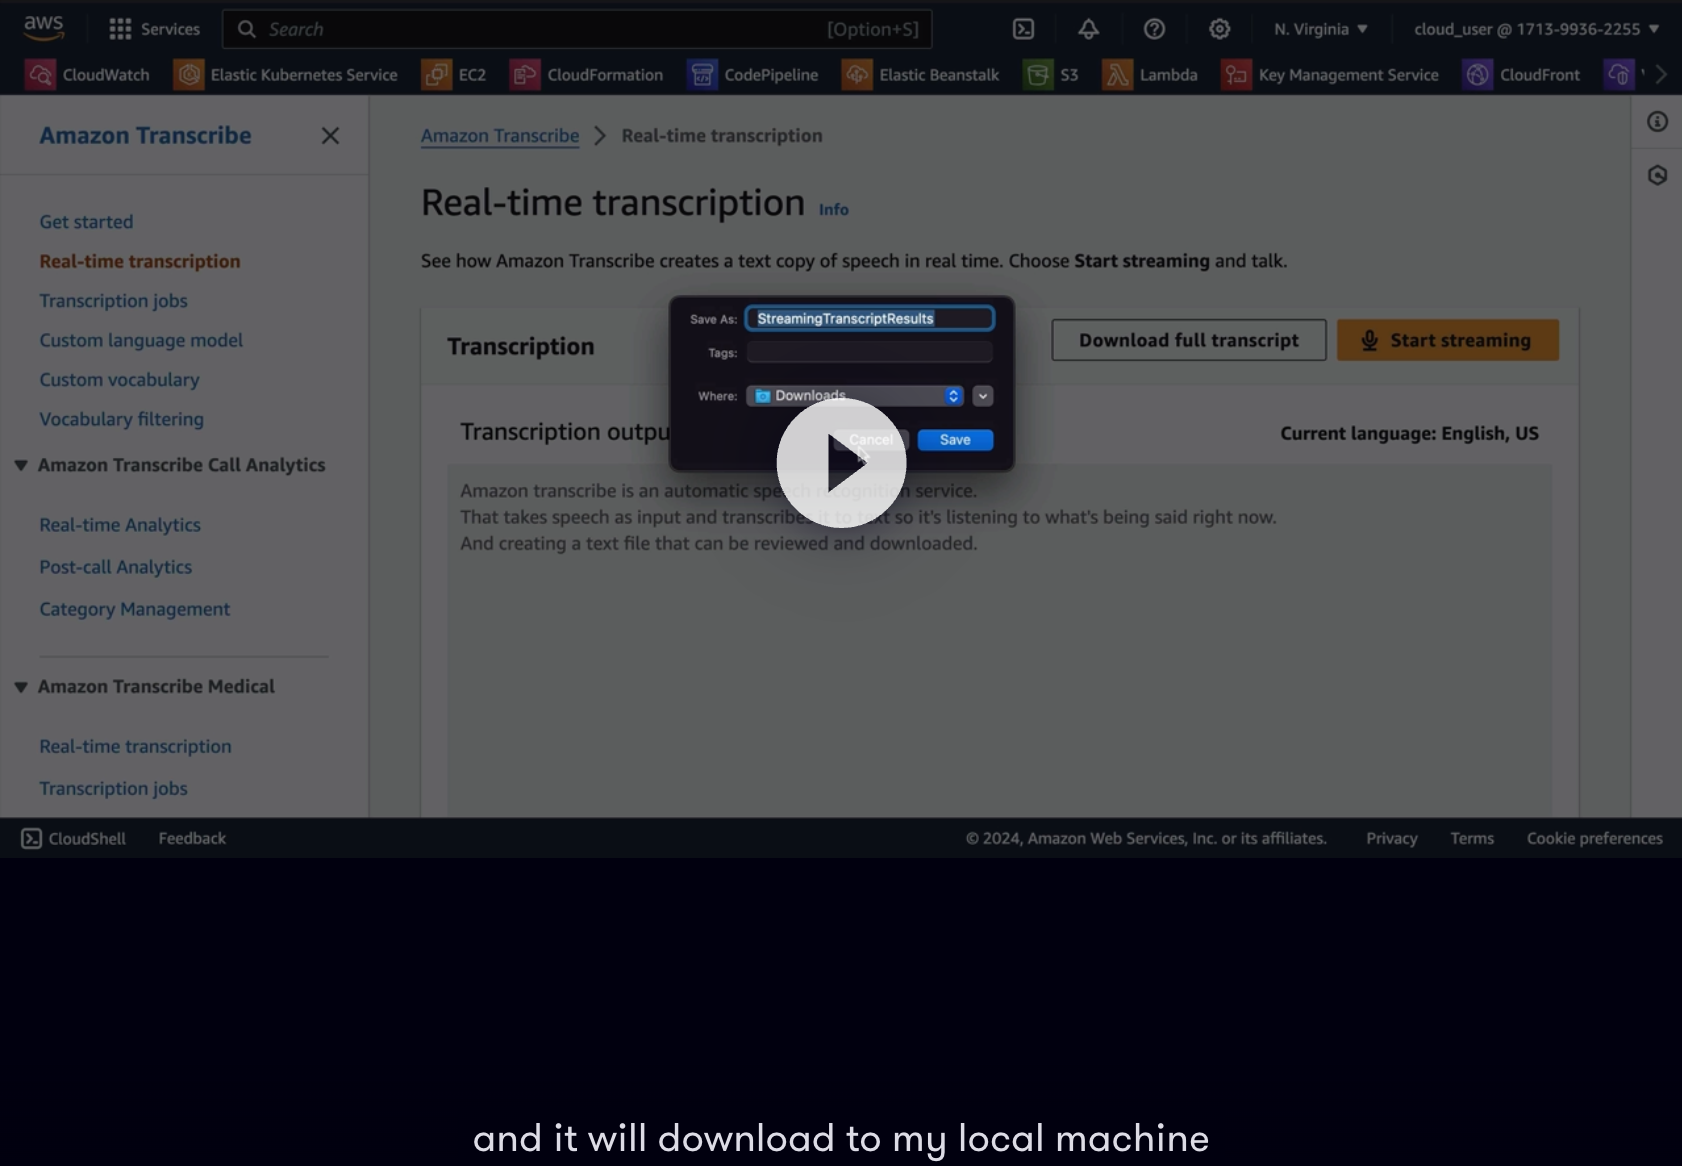 aws
Services
Search
[Option+S]
N. Virginia
cloud_user @ 1713-9936-2255
CloudWatch
Elastic Kubernetes Service
EC2
CloudFormation
CodePipeline
Elastic Beanstalk
S3
Lambda
Key Management Service
CloudFront
Amazon Transcribe
Get started
Real-time transcription
Transcription jobs
Custom language model
Custom vocabulary
Vocabulary filtering
Amazon Transcribe Call Analytics
Real-time Analytics
Post-call Analytics
Category Management
Amazon Transcribe Medical
Real-time transcription
Transcription jobs
Amazon Transcribe
Real-time transcription
Real-time transcription Info
See how Amazon Transcribe creates a text copy of speech in real time. Choose Start streaming and talk.
Transcription
Download full transcript
Start streaming
Save As: StreamingTranscriptResults
Tags:
Where: Downloads
Cancel
Save
Transcription outpu
Current language: English, US
Amazon transcribe is an automatic speech recognition service.
That takes speech as input and transcribes it to text so it's listening to what's being said right now.
And creating a text file that can be reviewed and downloaded.
CloudShell
Feedback
© 2024, Amazon Web Services, Inc. or its affiliates.
Privacy
Terms
Cookie preferences
and it will download to my local machine